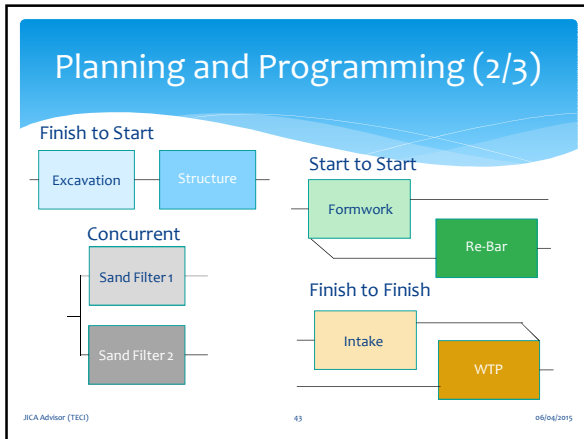 Planning and Programming (2/3)
Finish to Start
Excavation
Structure
Concurrent
Sand Filter 1
Sand Filter 2
Start to Start
Formwork
Re-Bar
Finish to Finish
Intake
WTP
JICA Advisor (TECI)
43
06/04/2015